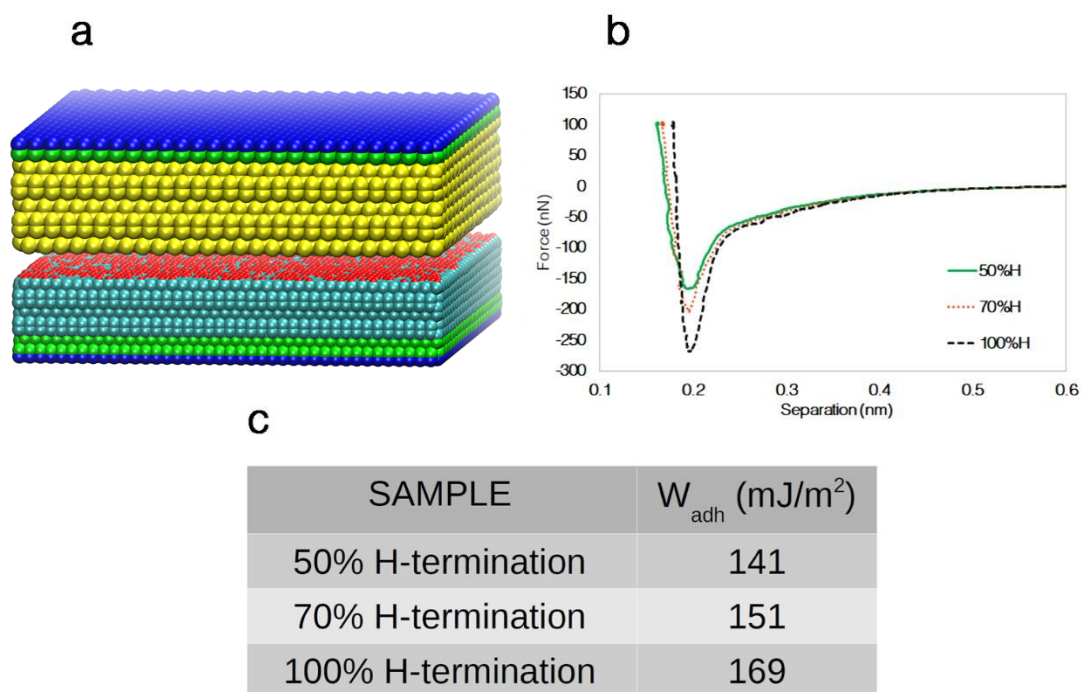 a
b
150
100
50
0
-50
-100
-150
-200
-250
-300
Force (nN)
50%H
70%H
100%H
0.1 0.2 0.3 0.4 0.5 0.6
Separation (nm)
c
SAMPLE W_adh (mJ/m²)
50% H-termination 141
70% H-termination 151
100% H-termination 169